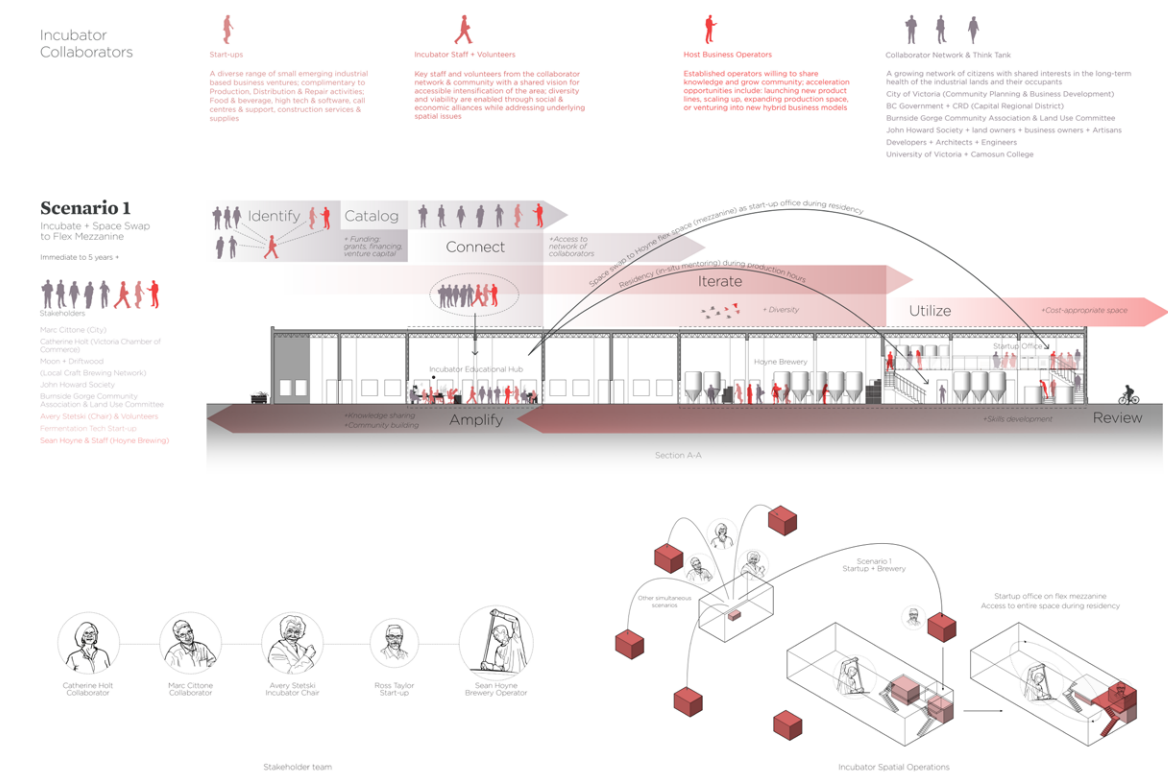 Incubator
Collaborators
Start-ups
A diverse range of small emerging industrial
based business ventures; complimentary to
Production, Distribution & Repair activities;
Food & beverage, high tech & software, call
centres & support, construction services &
supplies
Incubator Staff + Volunteers
Key staff and volunteers from the collaborator
network & community with a shared vision for
accessible intensification of the area; diversity
and viability are enabled through social &
economic alliances while addressing underlying
spatial issues
Host Business Operators
Established operators willing to share
knowledge and grow community; acceleration
opportunities include: launching new product
lines, scaling up, expanding production space,
or venturing into new hybrid business models
Collaborator Network & Think Tank
A growing network of citizens with shared interests in the long-term
health of the industrial lands and their occupants
City of Victoria (Community Planning & Business Development)
BC Government + CRD (Capital Regional District)
Burnside Gorge Community Association & Land Use Committee
John Howard Society + land owners + business owners + Artisans
Developers + Architects + Engineers
University of Victoria + Camosun College
Scenario 1
Incubate + Space Swap
to Flex Mezzanine
Immediate to 5 years +
Stakeholders
Marc Cittone (City)
Catherine Holt (Victoria Chamber of
Commerce)
Moon + Driftwood
(Local Craft Brewing Network)
John Howard Society
Burnside Gorge Community
Association & Land Use Committee
Avery Stetski (Chair) & Volunteers
Fermentation Tech Start-up
Sean Hoyne & Staff (Hoyne Brewing)
Identify
Catalog
+ Funding:
grants, financing,
venture capital
Connect
+Access to
network of
collaborators
Space swap to Hoyne flex space (mezzanine) as start-up office during residency
Residency (in-situ mentoring) during production hours
Iterate
+ Diversity
Utilize
+Cost-appropriate space
Incubator Educational Hub
Hoyne Brewery
Startup Office
+Knowledge sharing
+Community building
Amplify
+Skills development
Review
Section A-A
Catherine Holt
Collaborator
Marc Cittone
Collaborator
Avery Stetski
Incubator Chair
Ross Taylor
Start-up
Sean Hoyne
Brewery Operator
Stakeholder team
Other simultaneous
scenarios
Scenario 1
Startup + Brewery
Startup office on flex mezzanine
Access to entire space during residency
Incubator Spatial Operations